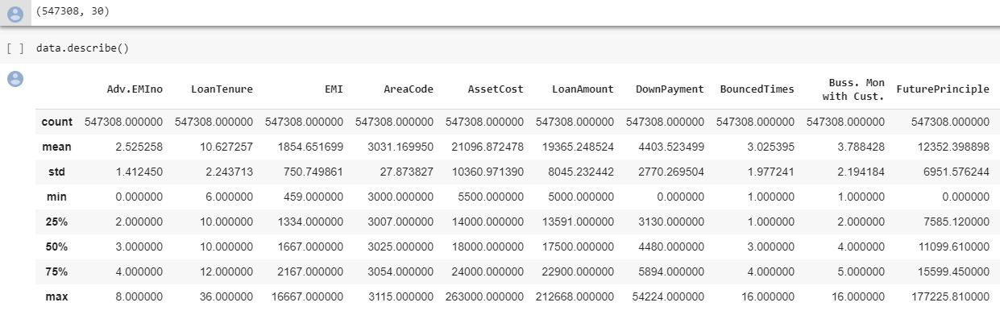 (547308, 30)
[ ] data.describe()
Buss. Mon
Adv.EMIno LoanTenure EMI AreaCode AssetCost LoanAmount DownPayment BouncedTimes with Cust. FuturePrinciple
count 547308.000000 547308.000000 547308.000000 547308.000000 547308.000000 547308.000000 547308.000000 547308.000000 547308.000000 547308.000000
mean 2.525258 10.627257 1854.651699 3031.169950 21096.872478 19365.248524 4403.523499 3.025395 3.788428 12352.398898
std 1.412450 2.243713 750.749861 27.873827 10360.971390 8045.232442 2770.269504 1.977241 2.194184 6951.576244
min 0.000000 6.000000 459.000000 3000.000000 5500.000000 5000.000000 0.000000 1.000000 1.000000 0.000000
25% 2.000000 10.000000 1334.000000 3007.000000 14000.000000 13591.000000 3130.000000 1.000000 2.000000 7585.120000
50% 3.000000 10.000000 1667.000000 3025.000000 18000.000000 17500.000000 4480.000000 3.000000 4.000000 11099.610000
75% 4.000000 12.000000 2167.000000 3054.000000 24000.000000 22900.000000 5894.000000 4.000000 5.000000 15599.450000
max 8.000000 36.000000 16667.000000 3115.000000 263000.000000 212668.000000 54224.000000 16.000000 16.000000 177225.810000